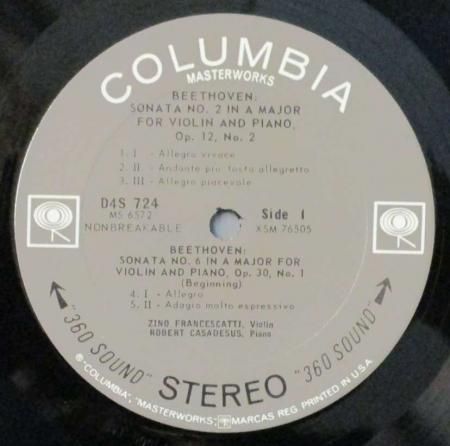 COLUMBIA
MASTERWORKS
BEETHOVEN:
SONATA NO. 2 IN A MAJOR
FOR VIOLIN AND PIANO,
Op. 12, No. 2
1. I - Allegro vivace
2. II - Andante piu tosto allegretto
3. III - Allegro piacevole
D4S 724
MS 6572
NONBREAKABLE
Side 1
XSM 76505
BEETHOVEN:
SONATA NO. 6 IN A MAJOR FOR
VIOLIN AND PIANO, Op. 30, No. 1
(Beginning)
4. I - Allegro
5. II - Adagio molto espressivo
ZINO FRANCESCATTI, Violin
ROBERT CASADESUS, Piano
"360 SOUND" STEREO "360 SOUND"
® "COLUMBIA", "MASTERWORKS", MARCAS REG. PRINTED IN U.S.A.